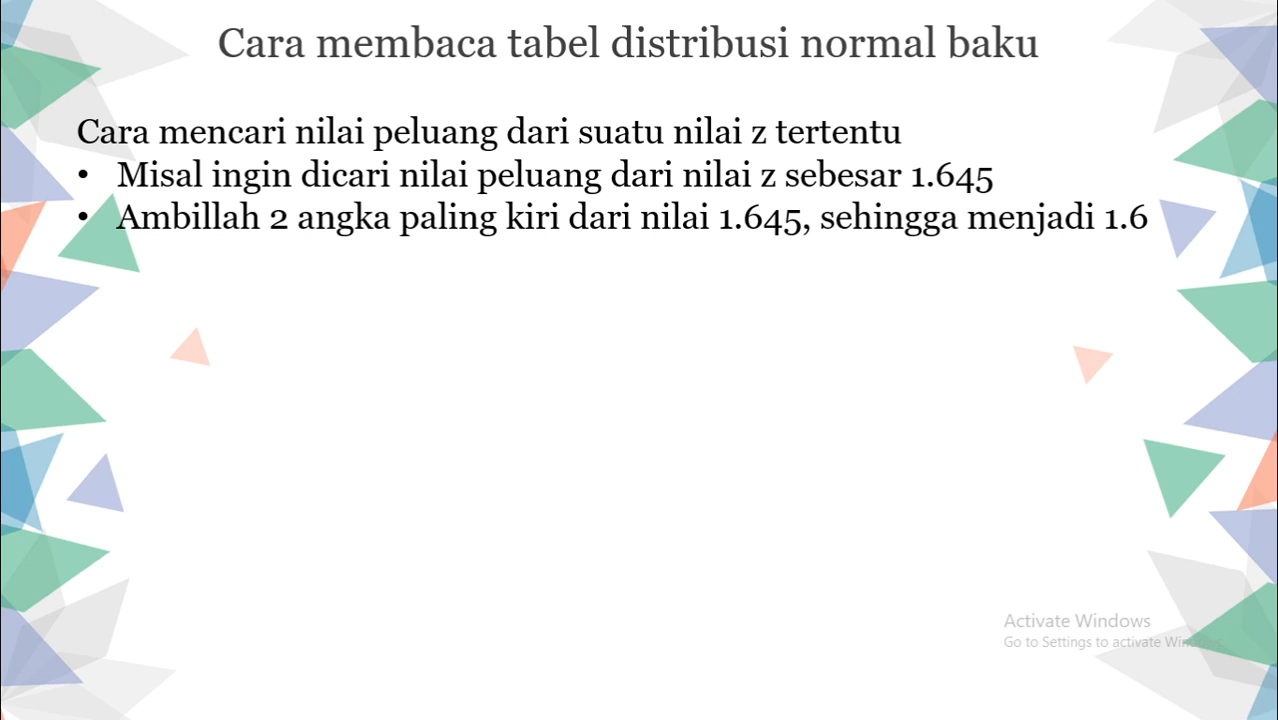 Cara membaca tabel distribusi normal baku
Cara mencari nilai peluang dari suatu nilai z tertentu
• Misal ingin dicari nilai peluang dari nilai z sebesar 1.645
• Ambillah 2 angka paling kiri dari nilai 1.645, sehingga menjadi 1.6
Activate Windows
Go to Settings to activate Windows.